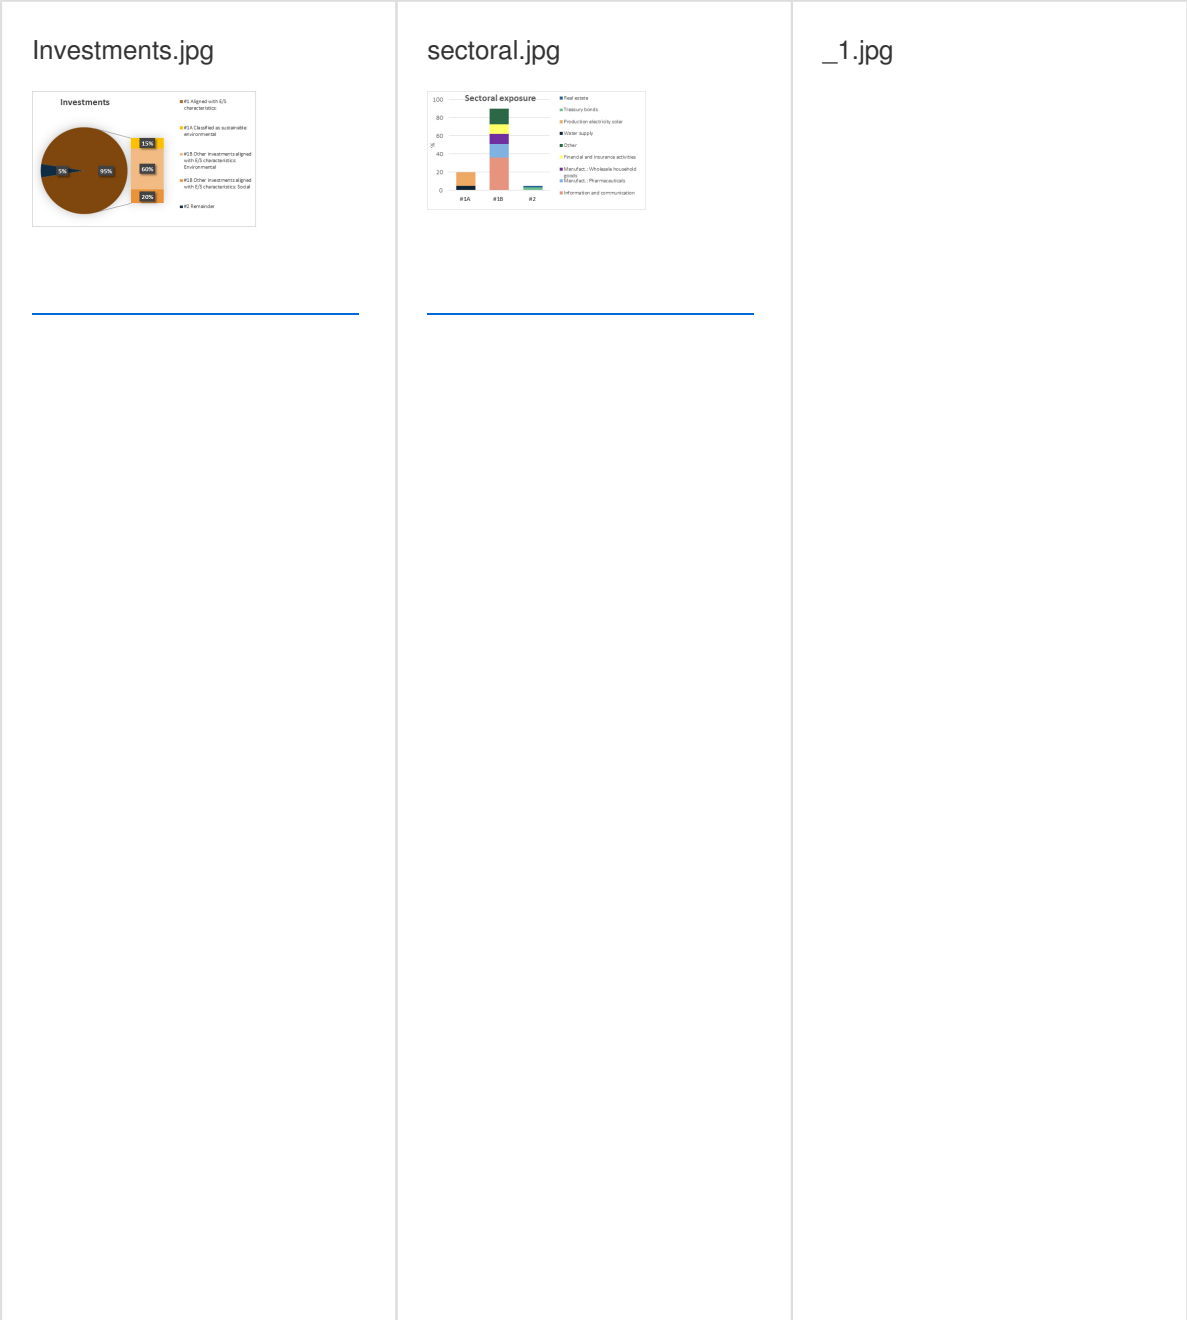 Investments.jpg
Investments
5%
95%
15%
60%
20%
#1 Aligned with E/S
characteristics
#1A Classified as sustainable
environmental
#1B Other investments aligned
with E/S characteristics:
Environmental
#1B Other investments aligned
with E/S characteristics: Social
#2 Remainder
sectoral.jpg
Sectoral exposure
100
80
60
40
20
0
%
#1A
#1B
#2
Real estate
Treasury bonds
Production electricity solar
Water supply
Other
Financial and insurance activities
Manufact.: Wholesale household
goods
Manufact.: Pharmaceuticals
Information and communication
_1.jpg